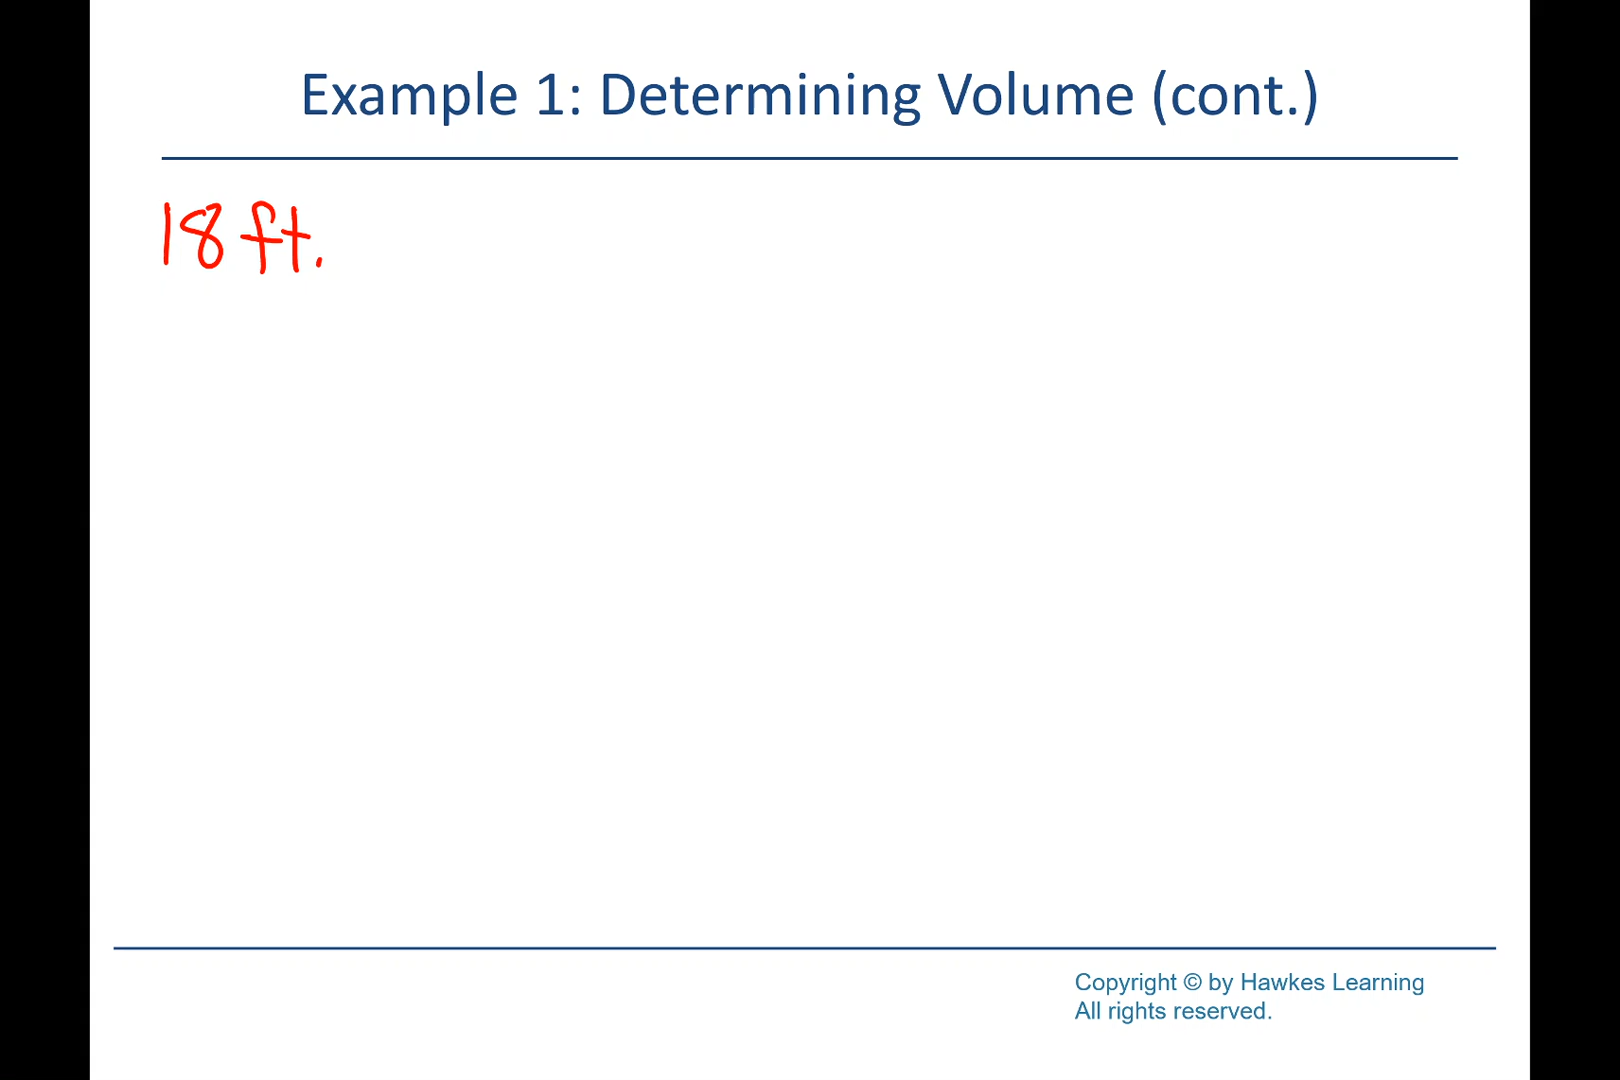 Example 1: Determining Volume (cont.)
18 ft.
Copyright © by Hawkes Learning
All rights reserved.